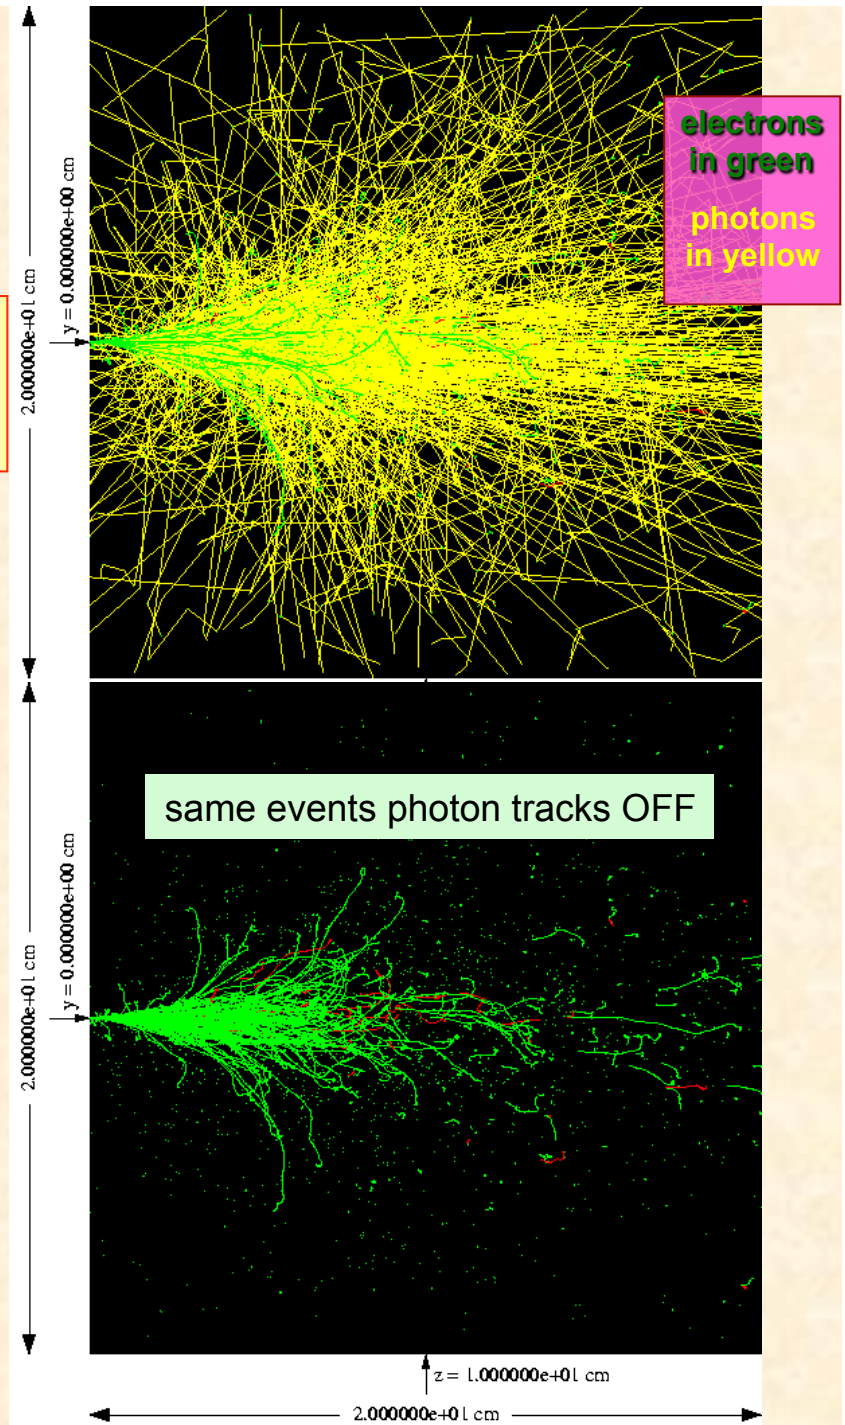 2.000000e+01 cm
y = 0.000000e+00 cm
electrons
in green
photons
in yellow
same events photon tracks OFF
2.000000e+01 cm
y = 0.000000e+00 cm
z = 1.000000e+01 cm
2.000000e+01 cm